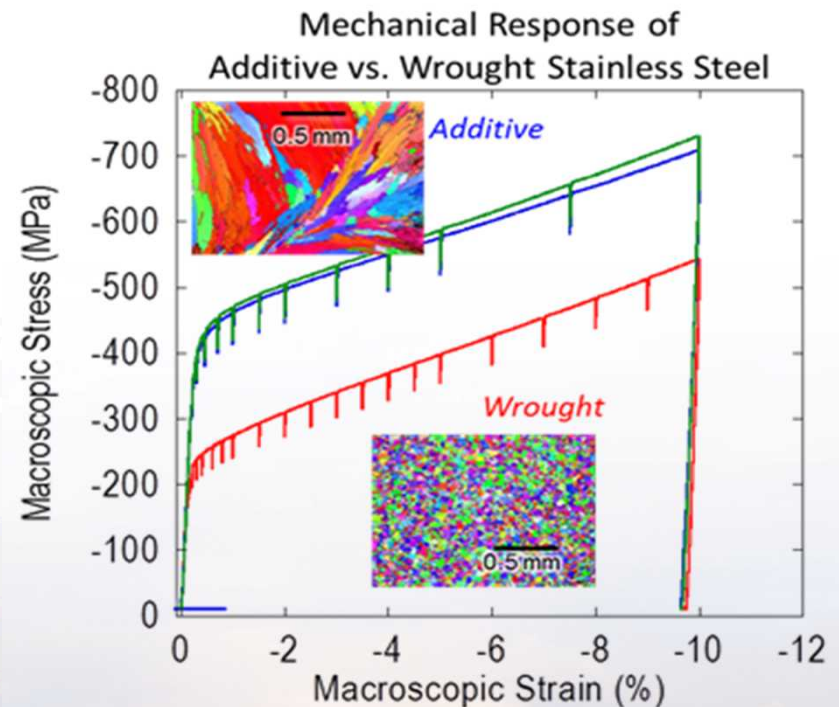 Mechanical Response of
Additive vs. Wrought Stainless Steel
-800
-700
-600
-500
-400
-300
-200
-100
0
Macroscopic Stress (MPa)
0.5 mm
Additive
Wrought
0.5 mm
0 -2 -4 -6 -8 -10 -12
Macroscopic Strain (%)